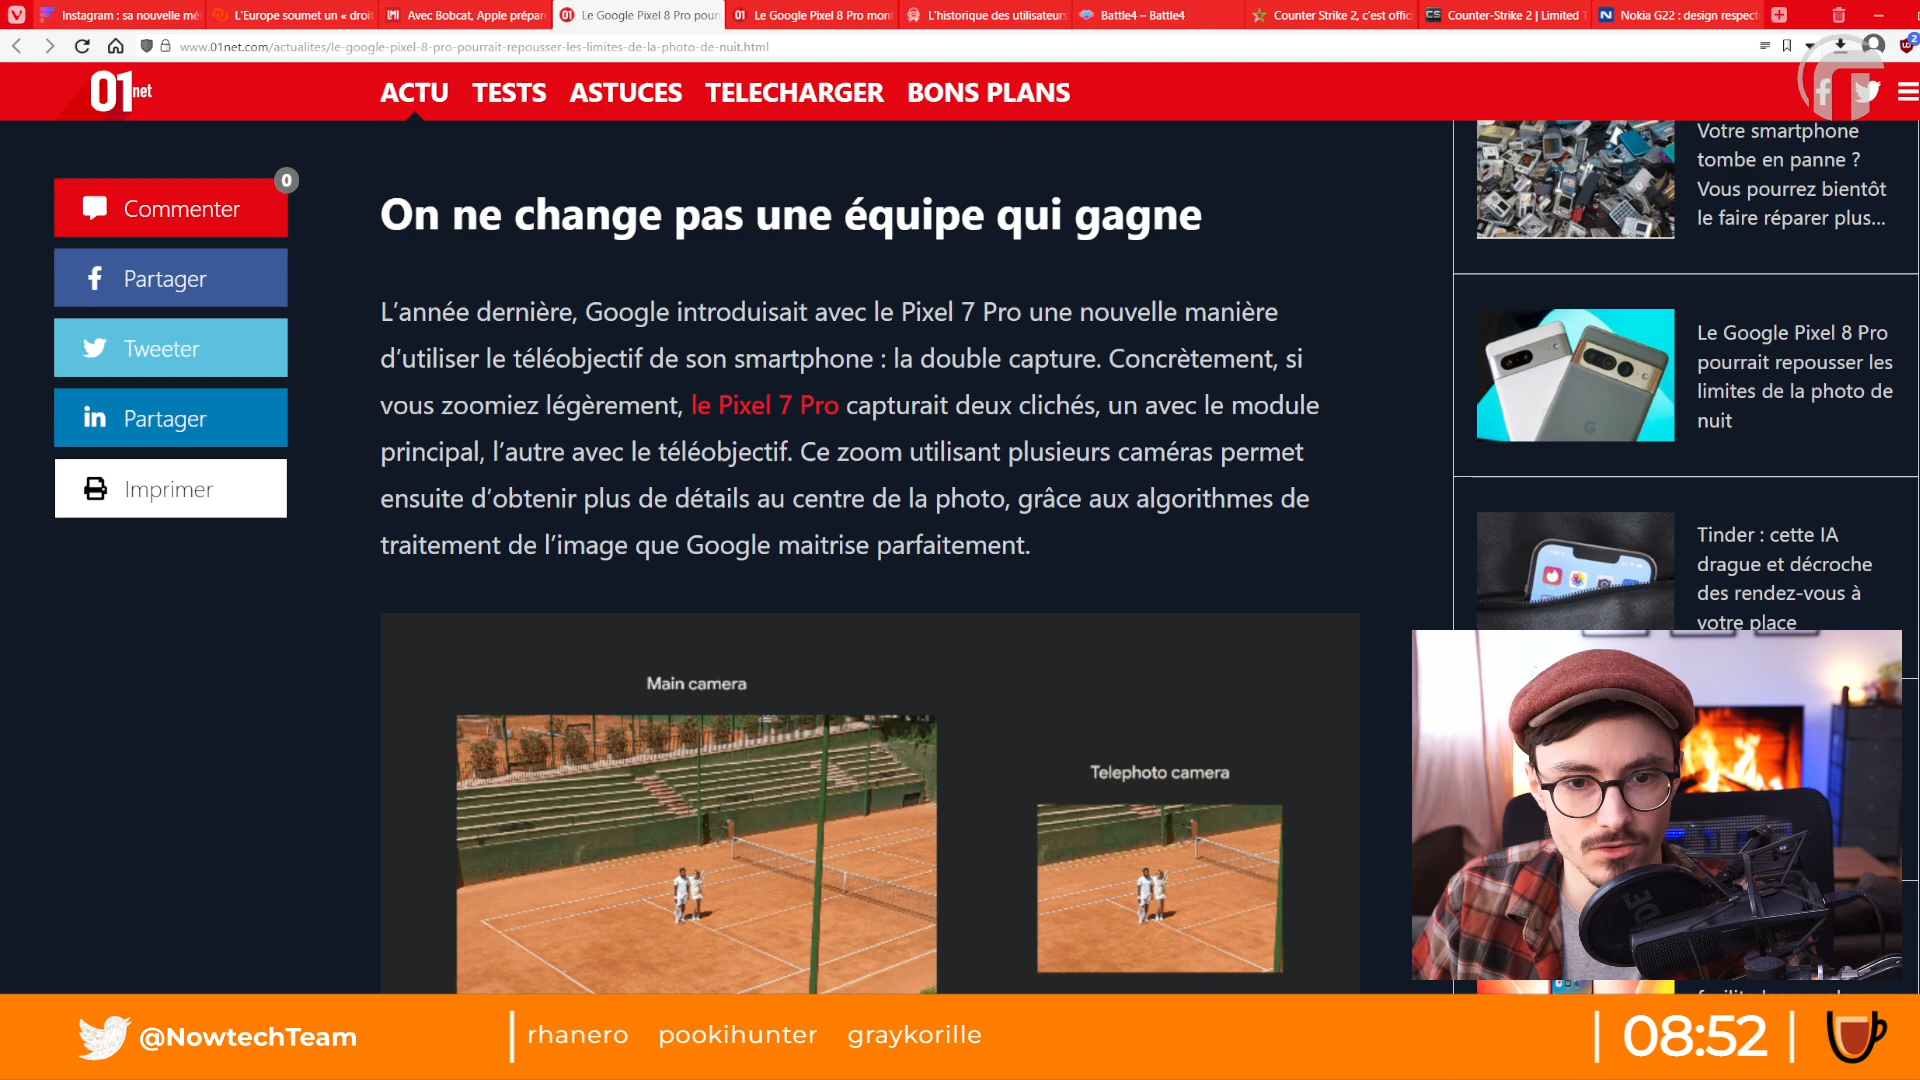 Instagram : sa nouvelle mé
L'Europe soumet un « droi
Avec Bobcat, Apple prépar
Le Google Pixel 8 Pro pour
Le Google Pixel 8 Pro mon
L'historique des utilisateurs
Battle4 – Battle4
Counter Strike 2, c'est offic
Counter-Strike 2 | Limited T
Nokia G22 : design respect
www.01net.com/actualites/le-google-pixel-8-pro-pourrait-repousser-les-limites-de-la-photo-de-nuit.html
2
01net
ACTU TESTS ASTUCES TELECHARGER BONS PLANS
0
Commenter
Partager
Tweeter
Partager
Imprimer
On ne change pas une équipe qui gagne
L'année dernière, Google introduisait avec le Pixel 7 Pro une nouvelle manière
d'utiliser le téléobjectif de son smartphone : la double capture. Concrètement, si
vous zoomiez légèrement, le Pixel 7 Pro capturait deux clichés, un avec le module
principal, l'autre avec le téléobjectif. Ce zoom utilisant plusieurs caméras permet
ensuite d'obtenir plus de détails au centre de la photo, grâce aux algorithmes de
traitement de l'image que Google maitrise parfaitement.
Main camera
Telephoto camera
Votre smartphone
tombe en panne ?
Vous pourrez bientôt
le faire réparer plus...
Le Google Pixel 8 Pro
pourrait repousser les
limites de la photo de
nuit
Tinder : cette IA
drague et décroche
des rendez-vous à
votre place
@NowtechTeam
rhanero pookihunter graykorille
08:52